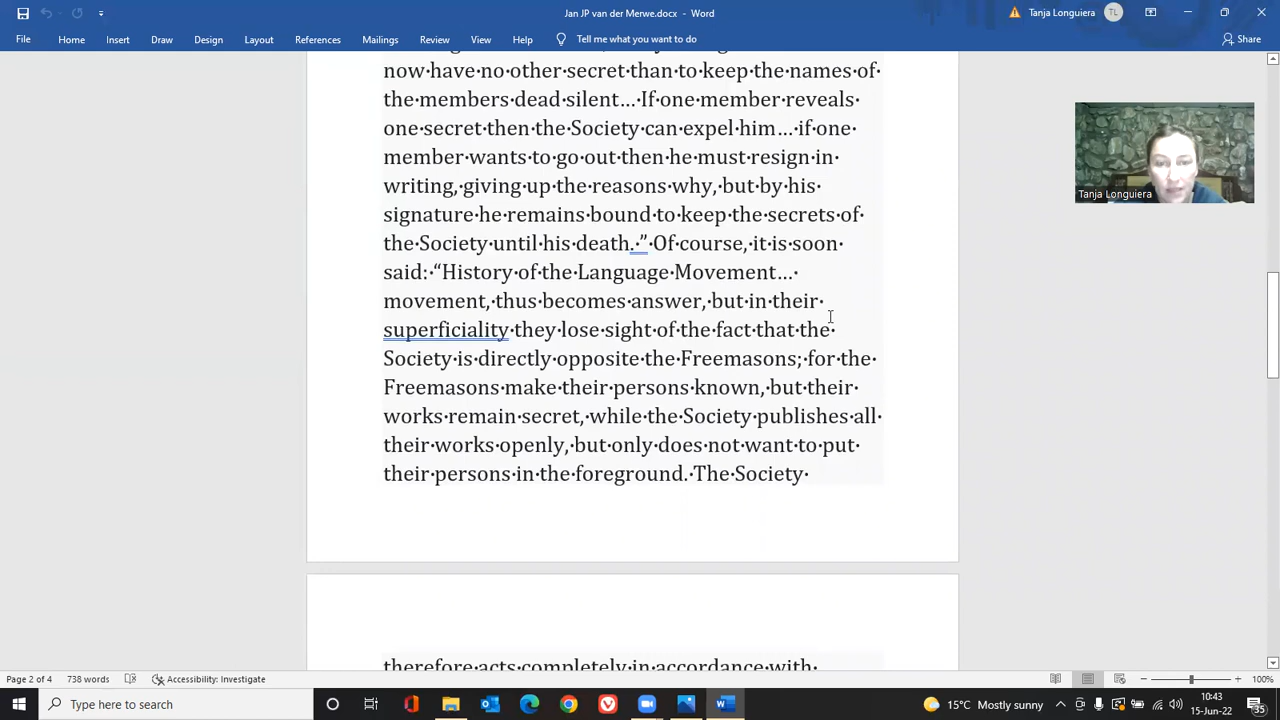 Jan JP van der Merwe.docx - Word
Tanja Longuiera
TL
File Home Insert Draw Design Layout References Mailings Review View Help Tell me what you want to do
Share
now·have·no·other·secret·than·to·keep·the·names·of·
the·members·dead·silent…·If·one·member·reveals·
one·secret·then·the·Society·can·expel·him…·if·one·
member·wants·to·go·out·then·he·must·resign·in·
writing,·giving·up·the·reasons·why,·but·by·his·
signature·he·remains·bound·to·keep·the·secrets·of·
the·Society·until·his·death.·”·Of·course,·it·is·soon·
said:·“History·of·the·Language·Movement…·
movement,·thus·becomes·answer,·but·in·their·
superficiality·they·lose·sight·of·the·fact·that·the·
Society·is·directly·opposite·the·Freemasons;·for·the·
Freemasons·make·their·persons·known,·but·their·
works·remain·secret,·while·the·Society·publishes·all·
their·works·openly,·but·only·does·not·want·to·put·
their·persons·in·the·foreground.·The·Society·
therefore·acts·completely·in·accordance·with·
Tanja Longuiera
Page 2 of 4 738 words Accessibility: Investigate
100%
Type here to search
15°C Mostly sunny
10:43
15-Jun-22
35